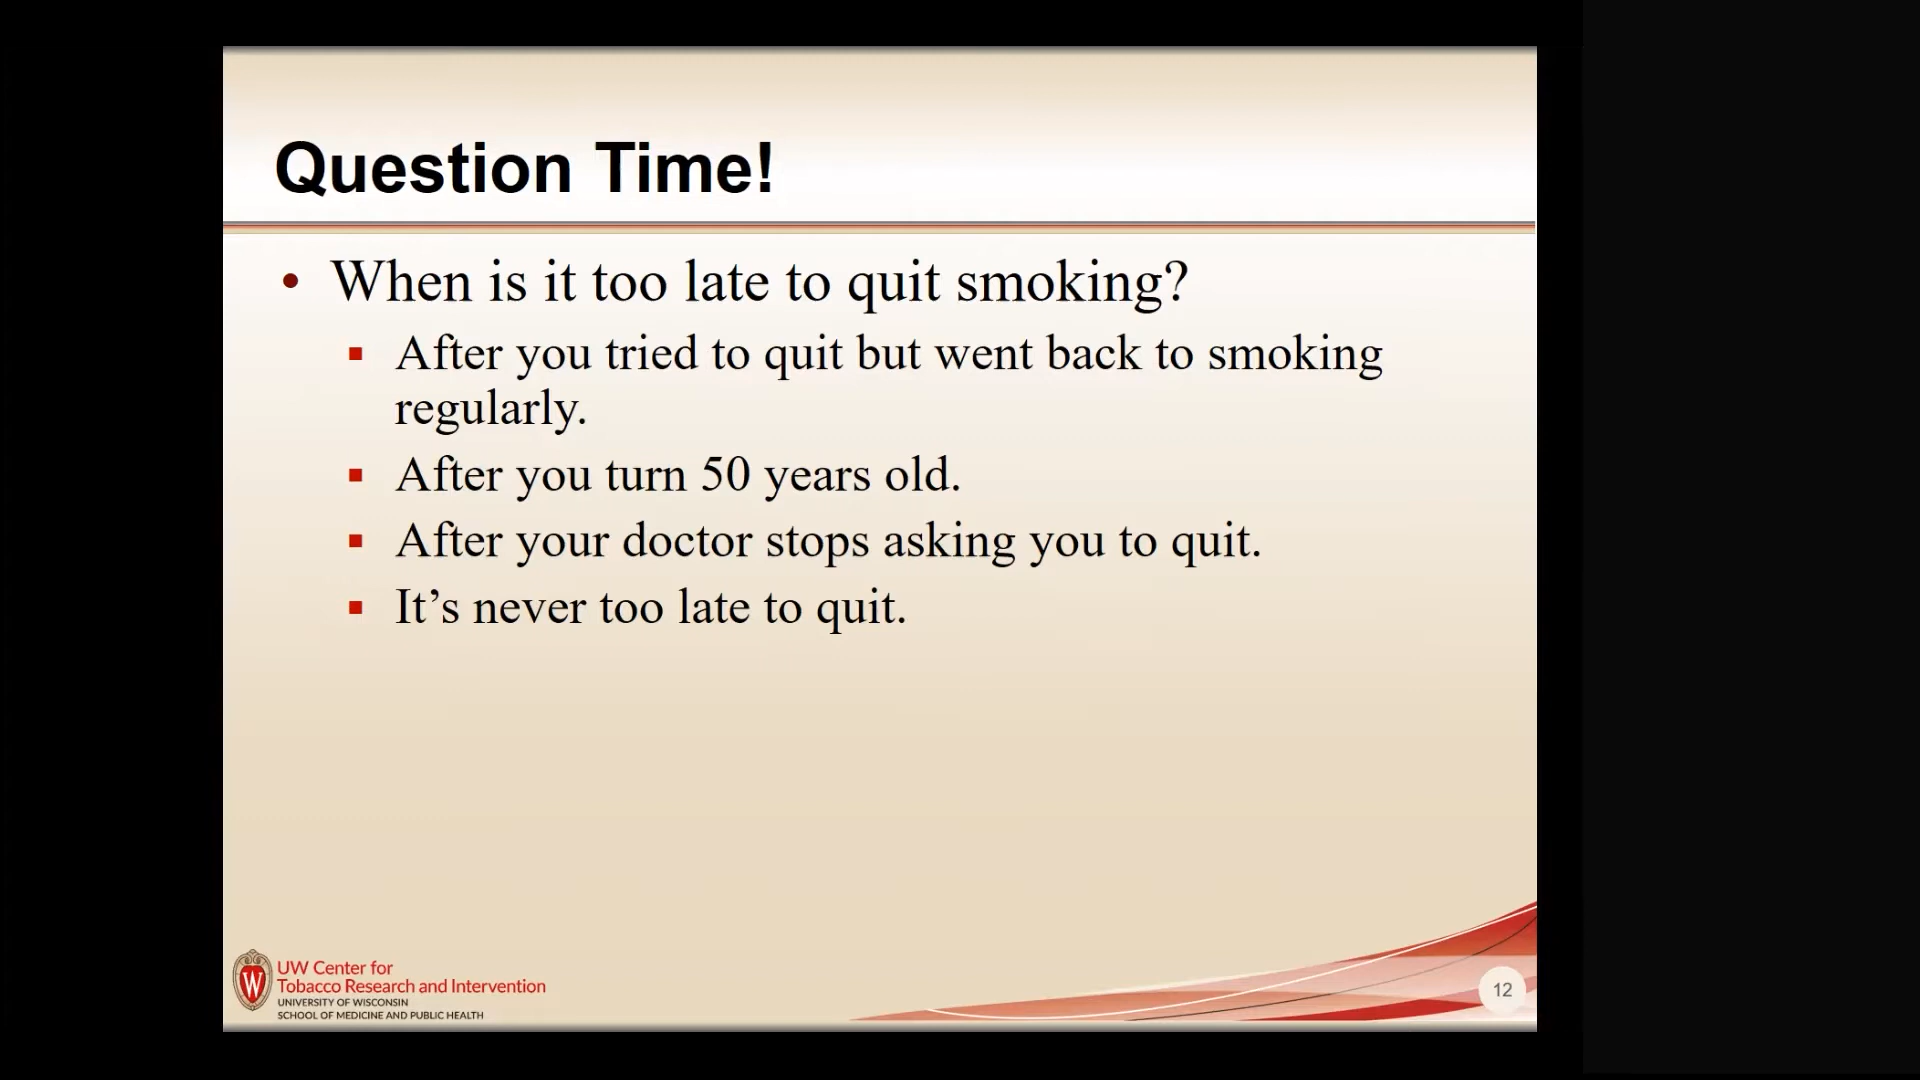 Question Time!
• When is it too late to quit smoking?
▪ After you tried to quit but went back to smoking
regularly.
▪ After you turn 50 years old.
▪ After your doctor stops asking you to quit.
▪ It’s never too late to quit.
W
UW Center for
Tobacco Research and Intervention
UNIVERSITY OF WISCONSIN
SCHOOL OF MEDICINE AND PUBLIC HEALTH
12